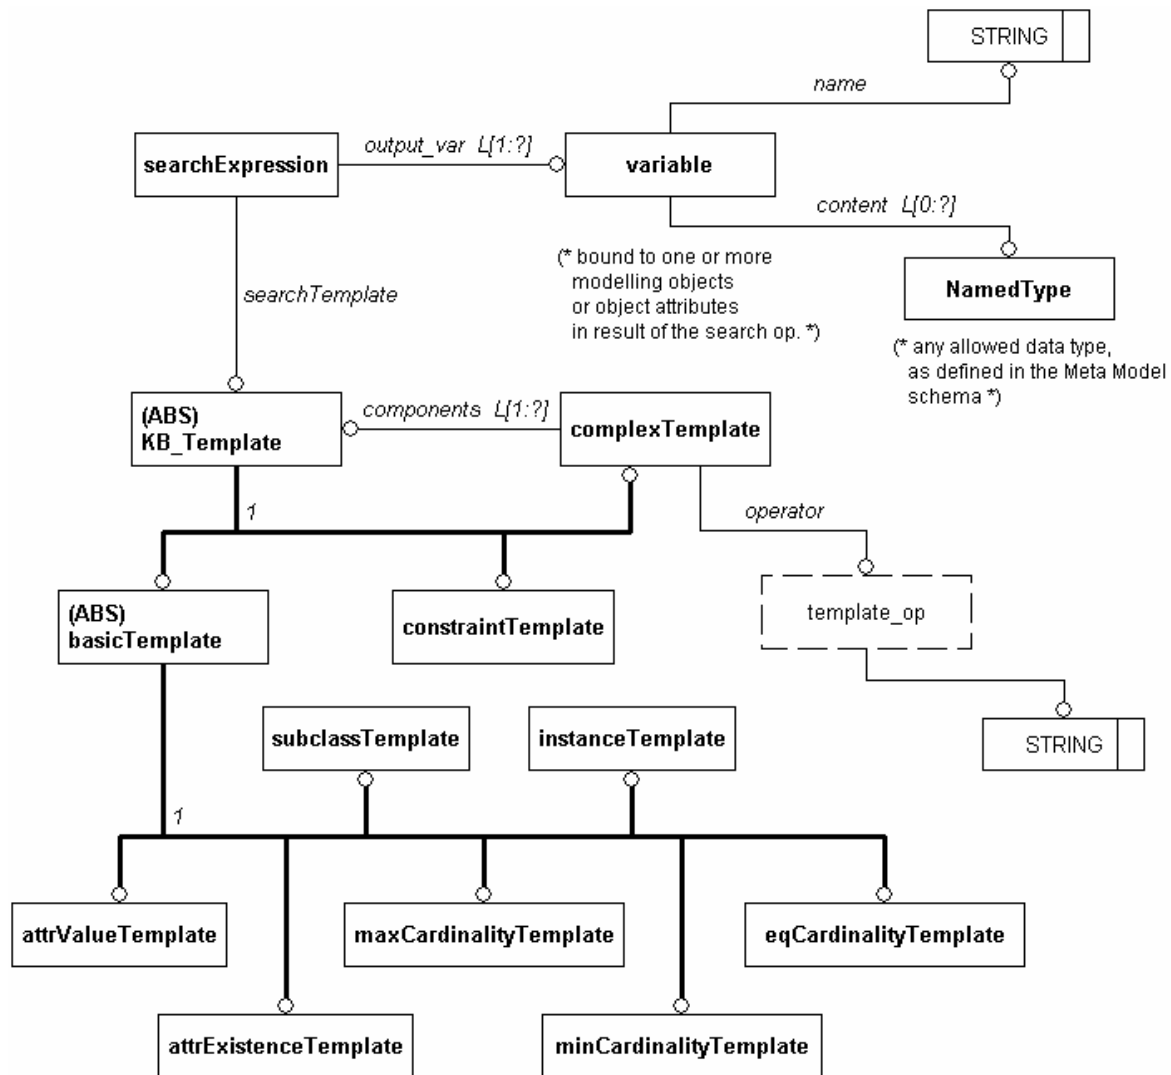 STRING
name
searchExpression
output_var L[1:?]
variable
content L[0:?]
(* bound to one or more
modelling objects
or object attributes
in result of the search op. *)
NamedType
(* any allowed data type,
as defined in the Meta Model
schema *)
searchTemplate
(ABS)
KB_Template
components L[1:?]
complexTemplate
1
operator
(ABS)
basicTemplate
constraintTemplate
template_op
subclassTemplate
instanceTemplate
STRING
1
attrValueTemplate
maxCardinalityTemplate
eqCardinalityTemplate
attrExistenceTemplate
minCardinalityTemplate